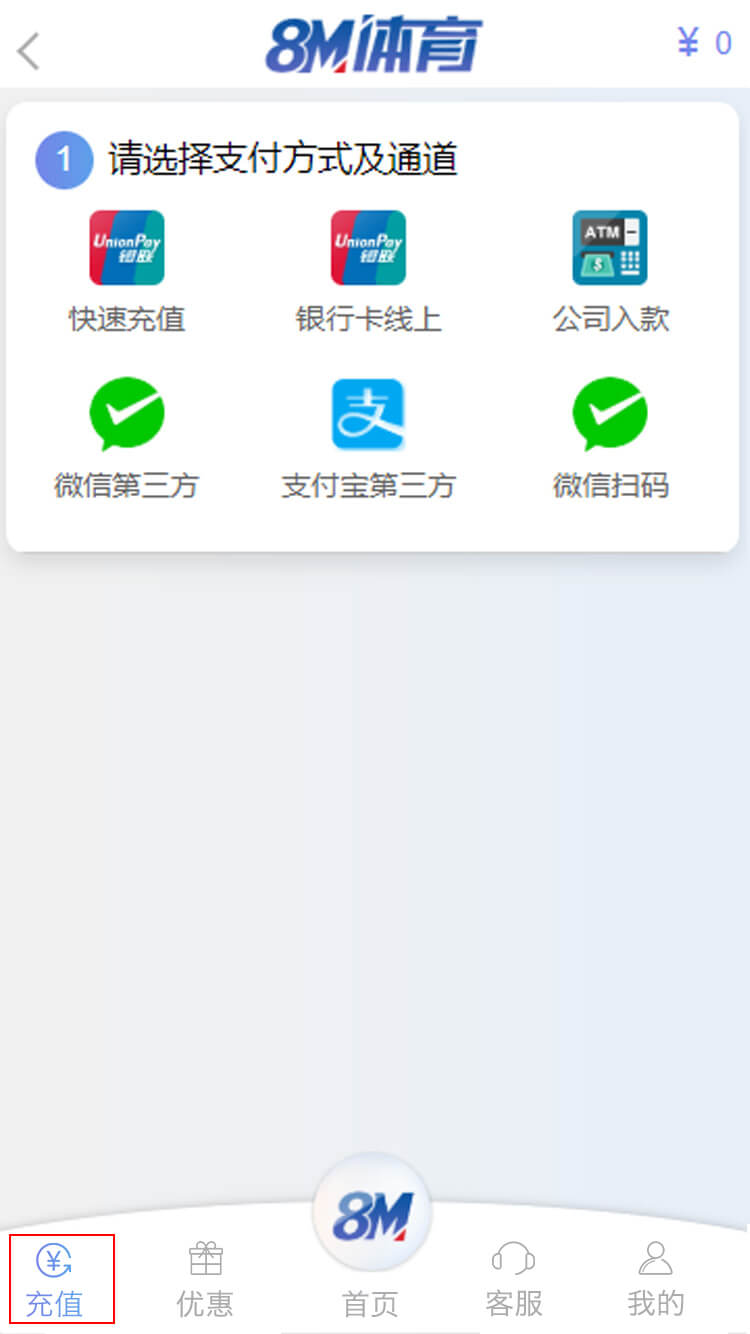 8M体育
¥ 0
1 请选择支付方式及通道
UnionPay 银联
UnionPay 银联
ATM
$
快速充值
银行卡线上
公司入款
支
微信第三方
支付宝第三方
微信扫码
8M
¥
充值
优惠
首页
客服
我的